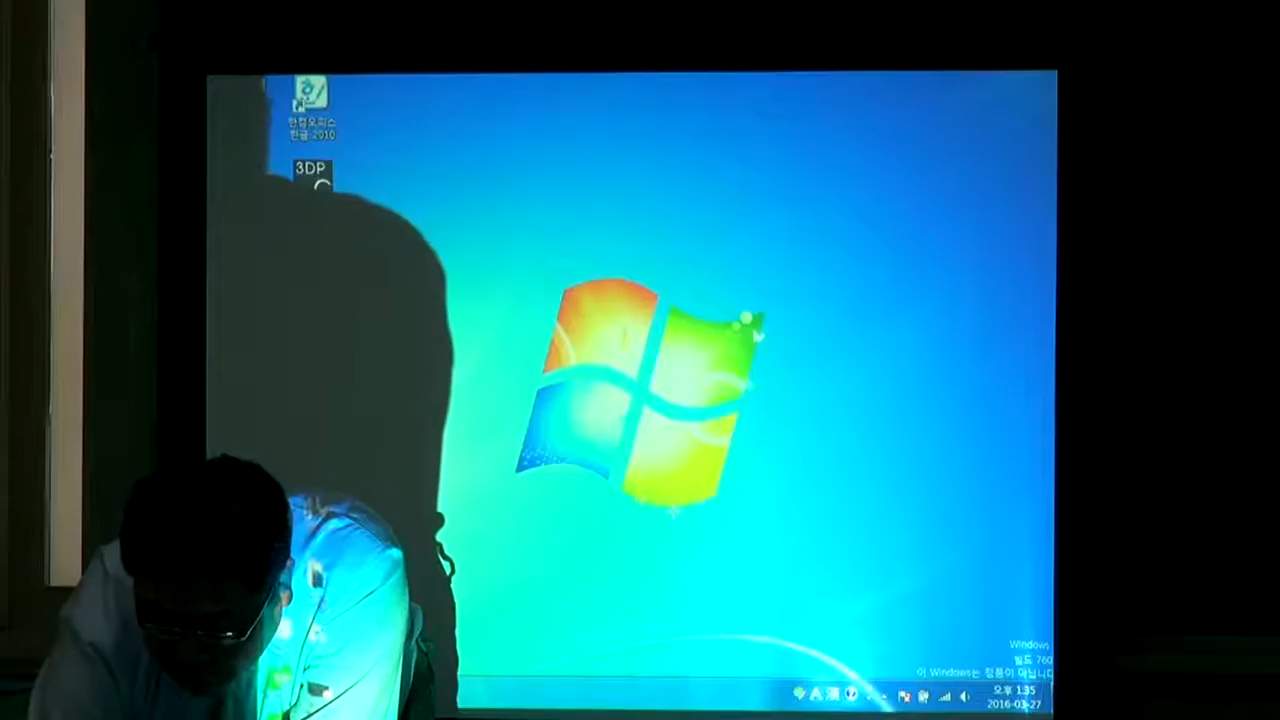 한컴오피스
한글 2010
3DP
Windows
빌드 760
이 Windows는 정품이 아닙니다
A 漢
오후 1:35
2016-03-27